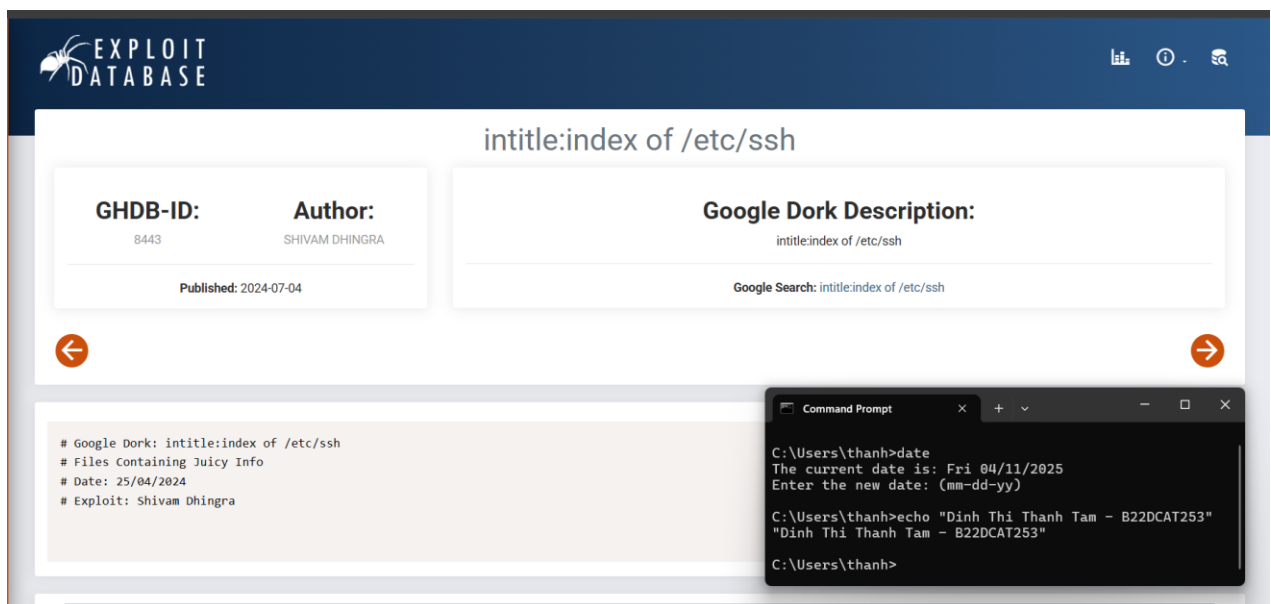 EXPLOIT
DATABASE
intitle:index of /etc/ssh
GHDB-ID:
8443
Author:
SHIVAM DHINGRA
Published: 2024-07-04
Google Dork Description:
intitle:index of /etc/ssh
Google Search: intitle:index of /etc/ssh
# Google Dork: intitle:index of /etc/ssh
# Files Containing Juicy Info
# Date: 25/04/2024
# Exploit: Shivam Dhingra
Command Prompt
C:\Users\thanh>date
The current date is: Fri 04/11/2025
Enter the new date: (mm-dd-yy)
C:\Users\thanh>echo "Dinh Thi Thanh Tam - B22DCAT253"
"Dinh Thi Thanh Tam - B22DCAT253"
C:\Users\thanh>